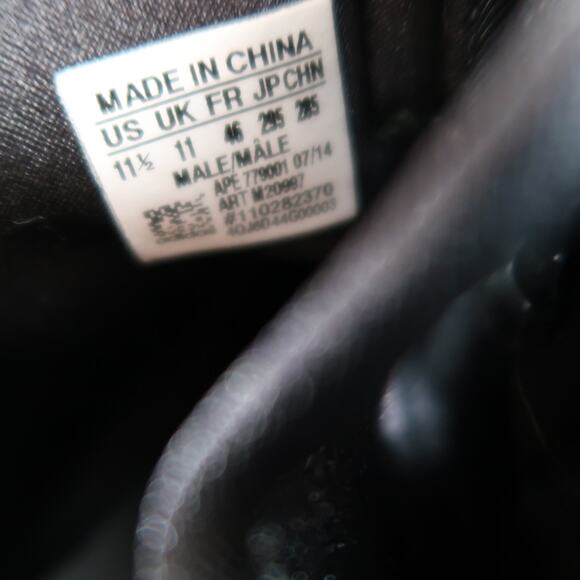 MADE IN CHINA
US UK FR JP CHN
11½ 11 46 295 285
MALE/MÂLE
APE 779001 07/14
ART M20997
#110282370